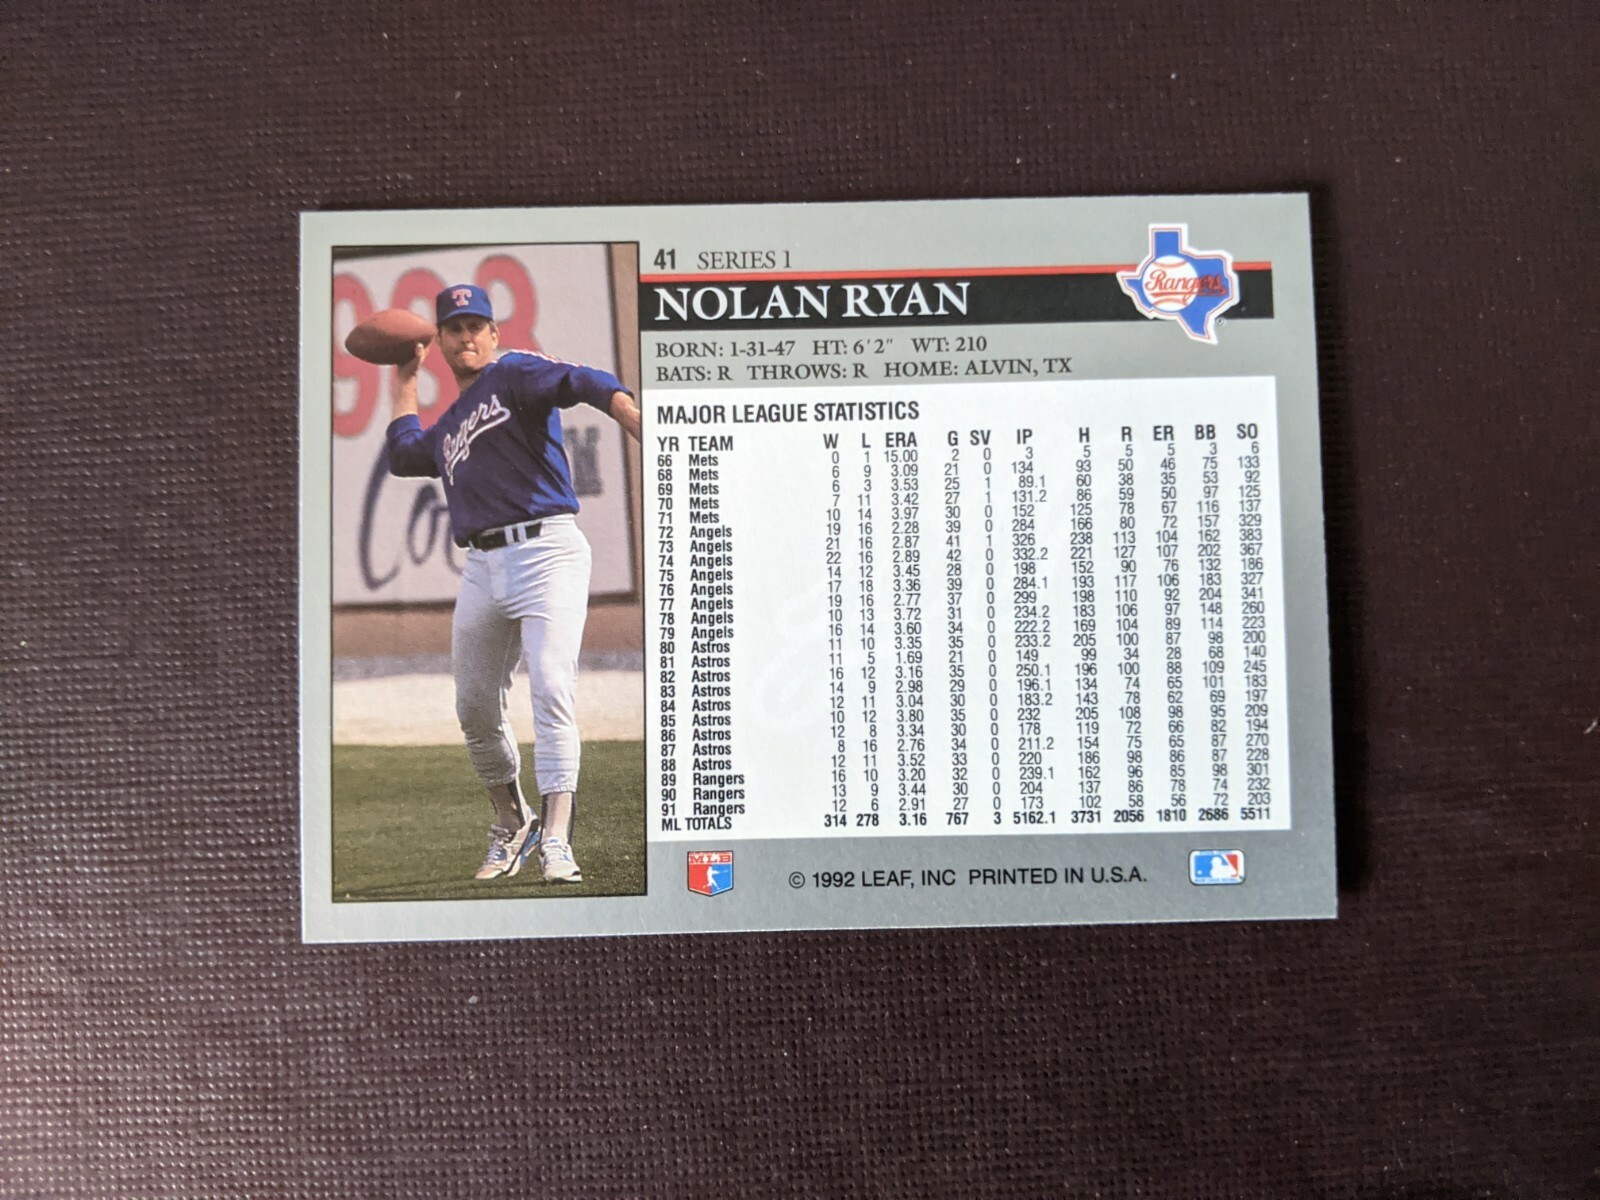 41 SERIES 1
NOLAN RYAN
Rangers
BORN: 1-31-47 HT: 6'2" WT: 210
BATS: R THROWS: R HOME: ALVIN, TX
MAJOR LEAGUE STATISTICS
YR TEAM W L ERA G SV IP H R ER BB SO
66 Mets 0 1 15.00 2 0 3 5 5 5 3 6
68 Mets 6 9 3.09 21 0 134 93 50 46 75 133
69 Mets 6 3 3.53 25 1 89.1 60 38 35 53 92
70 Mets 7 11 3.42 27 1 131.2 86 59 50 97 125
71 Mets 10 14 3.97 30 0 152 125 78 67 116 137
72 Angels 19 16 2.28 39 0 284 166 80 72 157 329
73 Angels 21 16 2.87 41 1 326 238 113 104 162 383
74 Angels 22 16 2.89 42 0 332.2 221 127 107 202 367
75 Angels 14 12 3.45 28 0 198 152 90 76 132 186
76 Angels 17 18 3.36 39 0 284.1 193 117 106 183 327
77 Angels 19 16 2.77 37 0 299 198 110 92 204 341
78 Angels 10 13 3.72 31 0 234.2 183 106 97 148 260
79 Angels 16 14 3.60 34 0 222.2 169 104 89 114 223
80 Astros 11 10 3.35 35 0 233.2 205 100 87 98 200
81 Astros 11 5 1.69 21 0 149 99 34 28 68 140
82 Astros 16 12 3.16 35 0 250.1 196 100 88 109 245
83 Astros 14 9 2.98 29 0 196.1 134 74 65 101 183
84 Astros 12 11 3.04 30 0 183.2 143 78 62 69 197
85 Astros 10 12 3.80 35 0 232 205 108 98 95 209
86 Astros 12 8 3.34 30 0 178 119 72 66 82 194
87 Astros 8 16 2.76 34 0 211.2 154 75 65 87 270
88 Astros 12 11 3.52 33 0 220 186 98 86 87 228
89 Rangers 16 10 3.20 32 0 239.1 162 96 85 98 301
90 Rangers 13 9 3.44 30 0 204 137 86 78 74 232
91 Rangers 12 6 2.91 27 0 173 102 58 56 72 203
ML TOTALS 314 278 3.16 767 3 5162.1 3731 2056 1810 2686 5511
MLB
© 1992 LEAF, INC PRINTED IN U.S.A.
T
Rangers